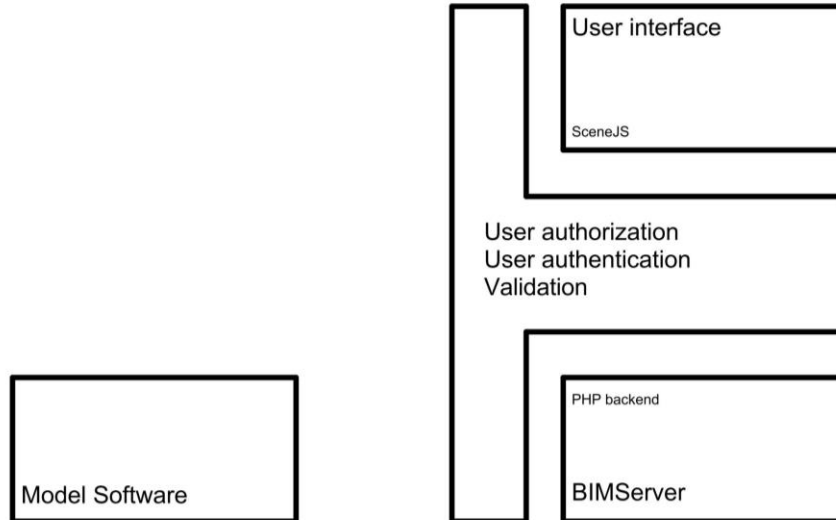 User interface
SceneJS
User authorization
User authentication
Validation
PHP backend
Model Software
BIMServer